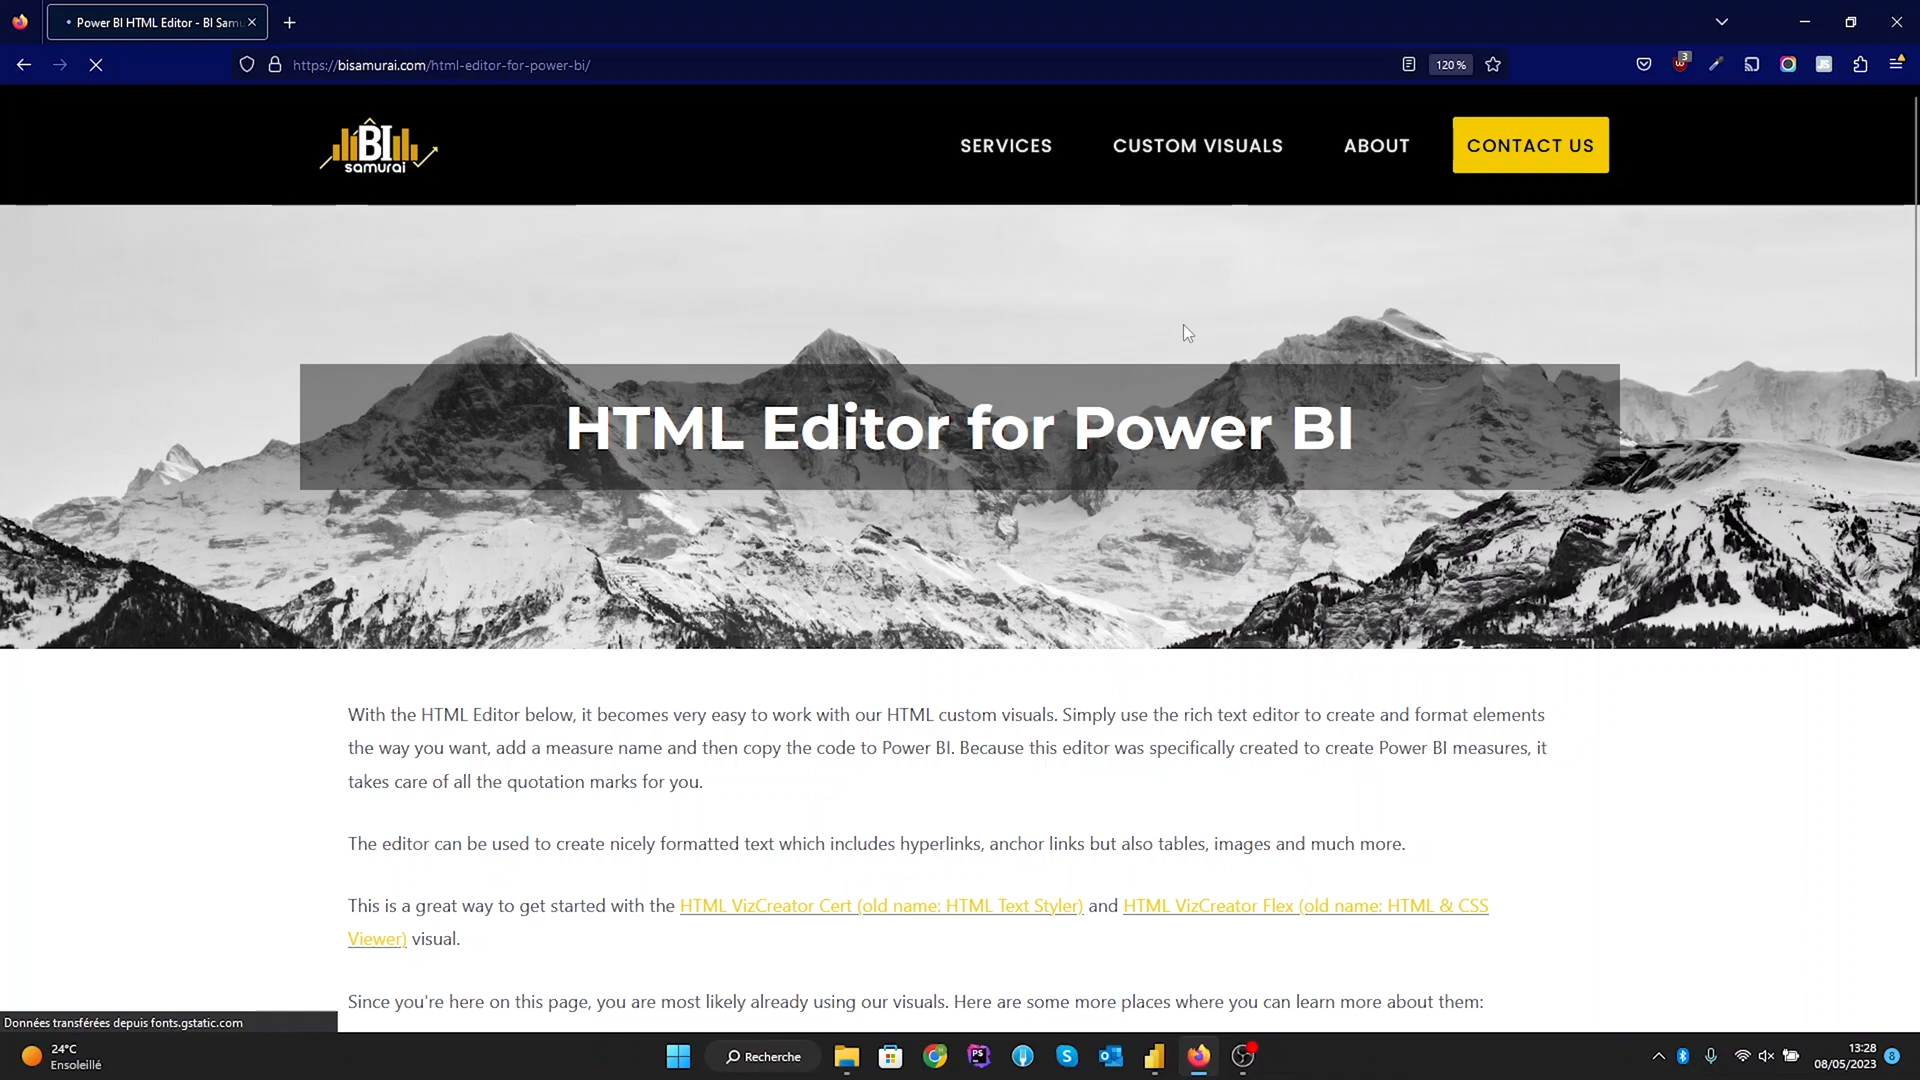 Power BI HTML Editor - BI Samu
https://bisamurai.com/html-editor-for-power-bi/
120 %
3
JS
BI
samurai
SERVICES
CUSTOM VISUALS
ABOUT
CONTACT US
HTML Editor for Power BI
With the HTML Editor below, it becomes very easy to work with our HTML custom visuals. Simply use the rich text editor to create and format elements
the way you want, add a measure name and then copy the code to Power BI. Because this editor was specifically created to create Power BI measures, it
takes care of all the quotation marks for you.
The editor can be used to create nicely formatted text which includes hyperlinks, anchor links but also tables, images and much more.
This is a great way to get started with the HTML VizCreator Cert (old name: HTML Text Styler) and HTML VizCreator Flex (old name: HTML & CSS
Viewer) visual.
Since you're here on this page, you are most likely already using our visuals. Here are some more places where you can learn more about them:
Données transférées depuis fonts.gstatic.com
24°C
Ensoleillé
Recherche
PS
13:28
08/05/2023
8